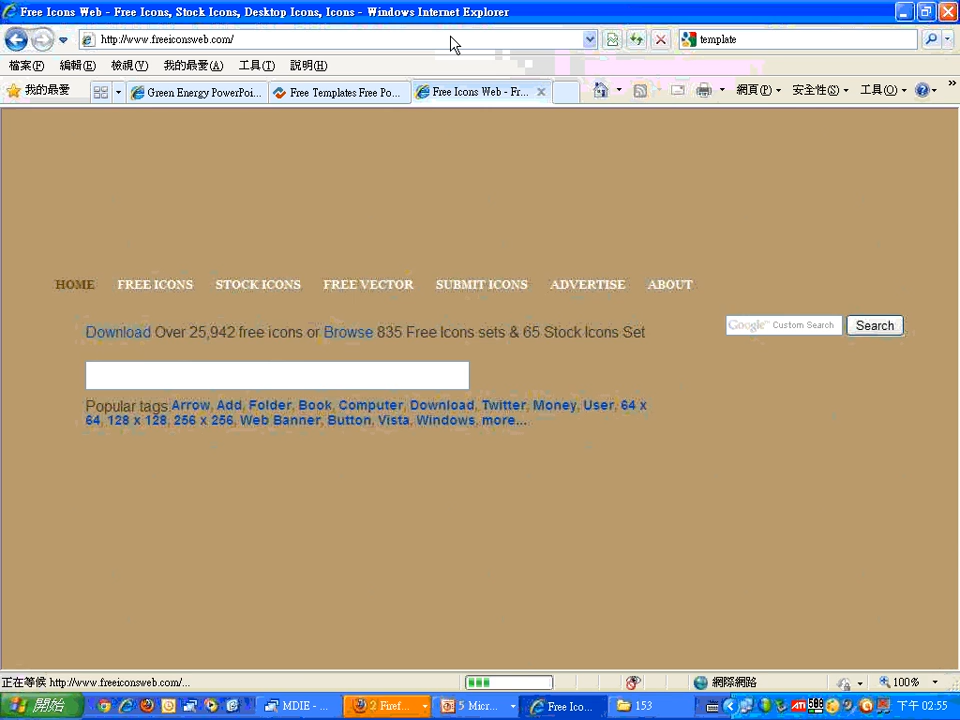 Free Icons Web - Free Icons, Stock Icons, Desktop Icons, Icons - Windows Internet Explorer
http://www.freeiconsweb.com/ template
檔案(F) 編輯(E) 檢視(V) 我的最愛(A) 工具(T) 說明(H)
我的最愛 Green Energy PowerPoi... Free Templates Free Po... Free Icons Web - Fr... 網頁(P) 安全性(S) 工具(O) »
HOME FREE ICONS STOCK ICONS FREE VECTOR SUBMIT ICONS ADVERTISE ABOUT
Download Over 25,942 free icons or Browse 835 Free Icons sets & 65 Stock Icons Set
Google™ Custom Search Search
Popular tags Arrow, Add, Folder, Book, Computer, Download, Twitter, Money, User, 64 x
64, 128 x 128, 256 x 256, Web Banner, Button, Vista, Windows, more...
正在等候 http://www.freeiconsweb.com/... 網際網路 100%
開始 MDIE - ... 2 Firef... 5 Micr... Free Ico... 153 下午 02:55